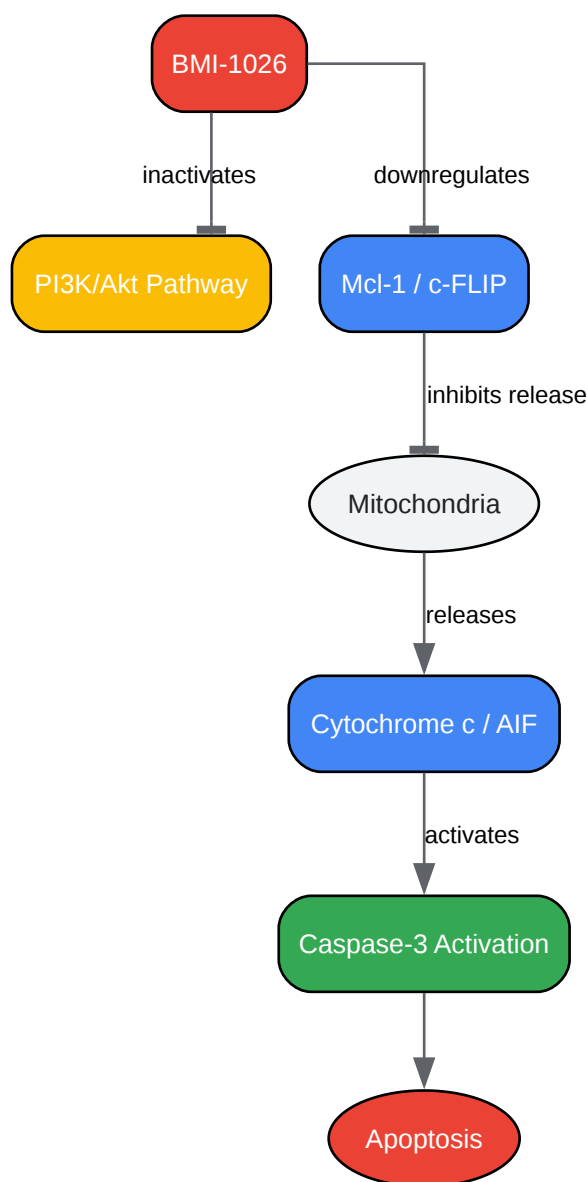 BMI-1026
inactivates
downregulates
PI3K/Akt Pathway
Mcl-1 / c-FLIP
inhibits release
Mitochondria
releases
Cytochrome c / AIF
activates
Caspase-3 Activation
Apoptosis